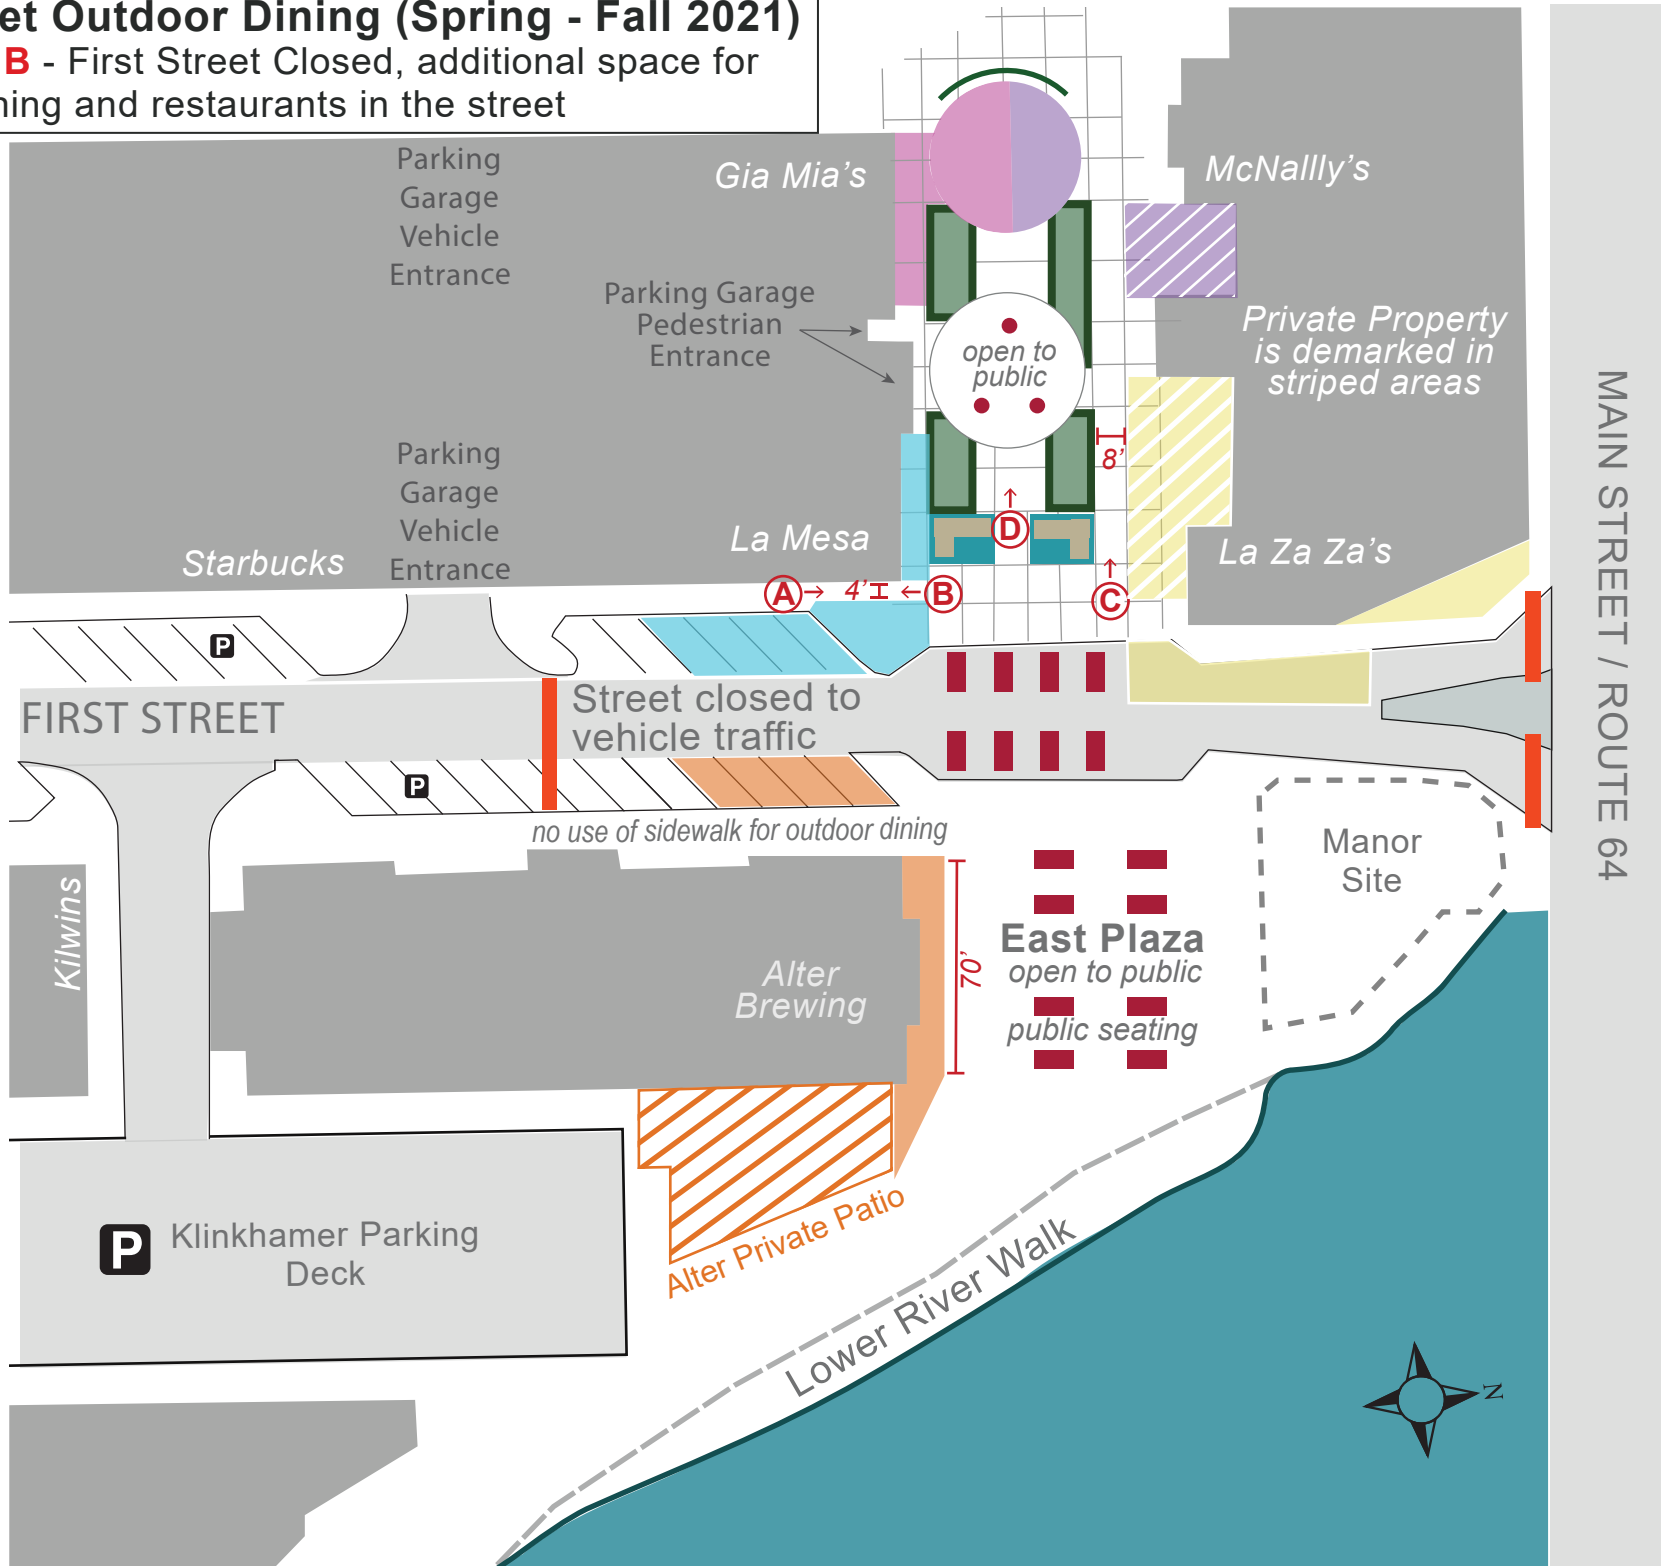 et Outdoor Dining (Spring - Fall 2021)
B - First Street Closed, additional space for
ning and restaurants in the street
Parking
Garage
Vehicle
Entrance
Gia Mia's
McNallly's
Parking Garage
Pedestrian
Entrance
open to
public
Private Property
is demarked in
striped areas
8'
Parking
Garage
Vehicle
Entrance
Starbucks
La Mesa
D
La Za Za's
A
4'
B
C
P
FIRST STREET
Street closed to
vehicle traffic
MAIN STREET / ROUTE 64
P
no use of sidewalk for outdoor dining
Manor
Site
Kilwins
Alter
Brewing
70'
East Plaza
open to public
public seating
Alter Private Patio
P
Klinkhamer Parking
Deck
Lower River Walk
N